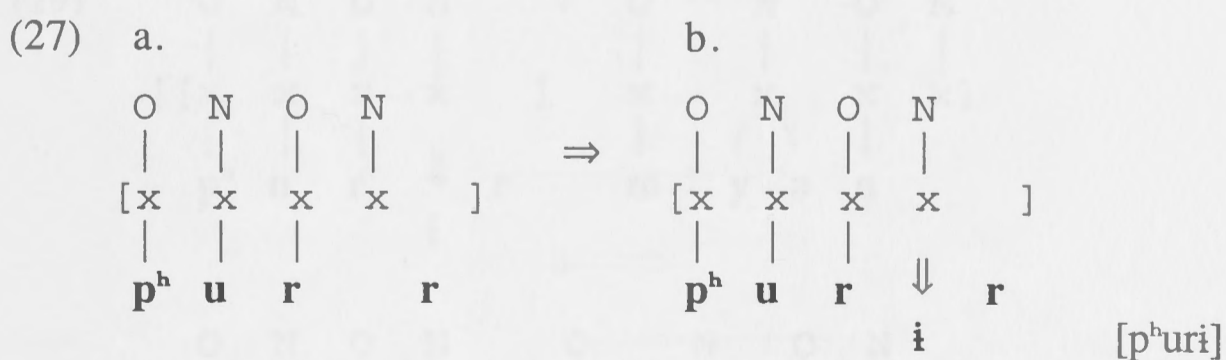 (27) a. b.
O N O N O N O N
| | | | ⇒ | | | |
[x x x x ] [x x x x ]
| | | | | | ⇓
pʰ u r r pʰ u r r
ɨ [pʰurɨ]